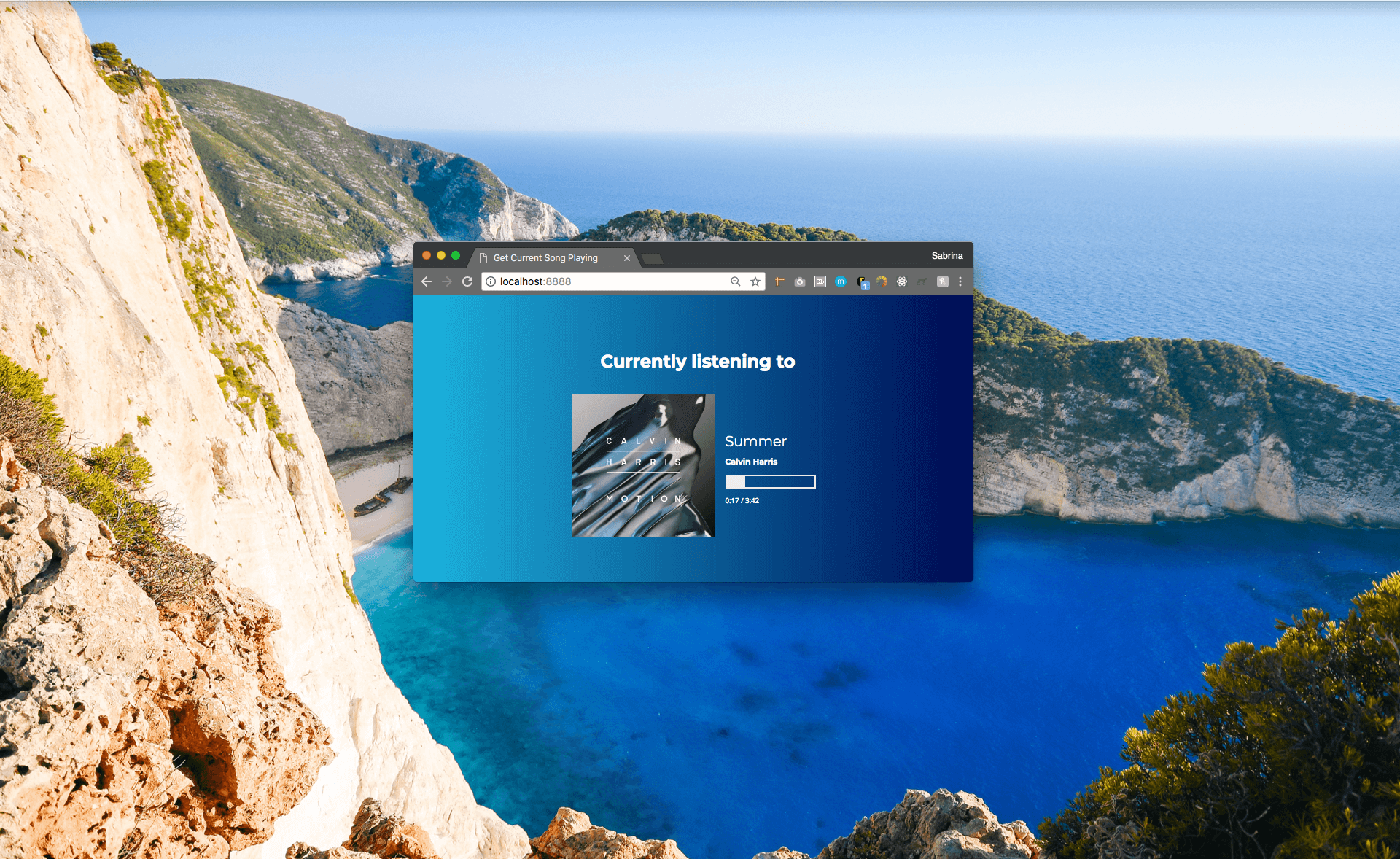 Get Current Song Playing
Sabrina
localhost:8888
Currently listening to
CALVIN
HARRIS
MOTION
Summer
Calvin Harris
0:17 / 3:42